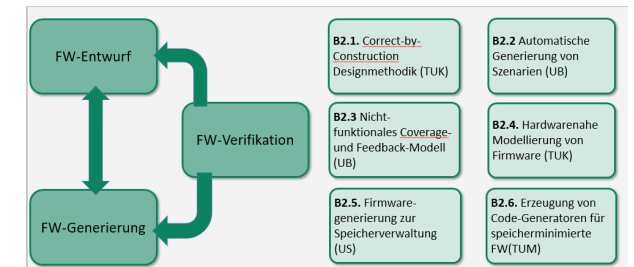 FW-Entwurf
FW-Verifikation
FW-Generierung
B2.1. Correct-by-
Construction
Designmethodik (TUK)
B2.2 Automatische
Generierung von
Szenarien (UB)
B2.3 Nicht-
funktionales Coverage-
und Feedback-Modell
(UB)
B2.4. Hardwarenahe
Modellierung von
Firmware (TUK)
B2.5. Firmware-
generierung zur
Speicherverwaltung
(US)
B2.6. Erzeugung von
Code-Generatoren für
speicherminimierte
FW(TUM)